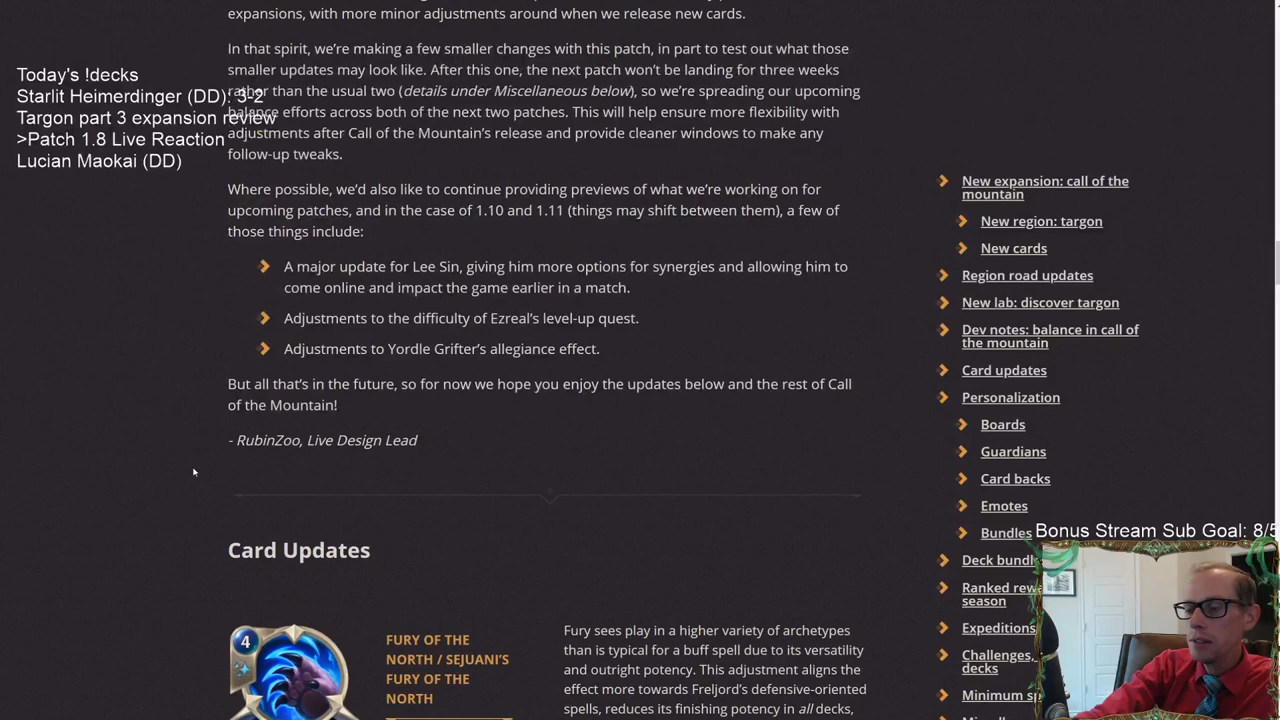 expansions, with more minor adjustments around when we release new cards.
In that spirit, we're making a few smaller changes with this patch, in part to test out what those
smaller updates may look like. After this one, the next patch won't be landing for three weeks
rather than the usual two (details under Miscellaneous below), so we're spreading our upcoming
balance efforts across both of the next two patches. This will help ensure more flexibility with
adjustments after Call of the Mountain's release and provide cleaner windows to make any
follow-up tweaks.
Where possible, we'd also like to continue providing previews of what we're working on for
upcoming patches, and in the case of 1.10 and 1.11 (things may shift between them), a few of
those things include:
A major update for Lee Sin, giving him more options for synergies and allowing him to
come online and impact the game earlier in a match.
Adjustments to the difficulty of Ezreal's level-up quest.
Adjustments to Yordle Grifter's allegiance effect.
But all that's in the future, so for now we hope you enjoy the updates below and the rest of Call
of the Mountain!
- RubinZoo, Live Design Lead
Card Updates
4
FURY OF THE
NORTH / SEJUANI'S
FURY OF THE
NORTH
Fury sees play in a higher variety of archetypes
than is typical for a buff spell due to its versatility
and outright potency. This adjustment aligns the
effect more towards Freljord's defensive-oriented
spells, reduces its finishing potency in all decks,
Today's !decks
Starlit Heimerdinger (DD): 3-2
Targon part 3 expansion review
>Patch 1.8 Live Reaction
Lucian Maokai (DD)
New expansion: call of the
mountain
New region: targon
New cards
Region road updates
New lab: discover targon
Dev notes: balance in call of
the mountain
Card updates
Personalization
Boards
Guardians
Card backs
Emotes
Bundles
Deck
Ranked
season
Expeditions
Challenges,
decks
Minimum
Bonus Stream Sub Goal: 8/5